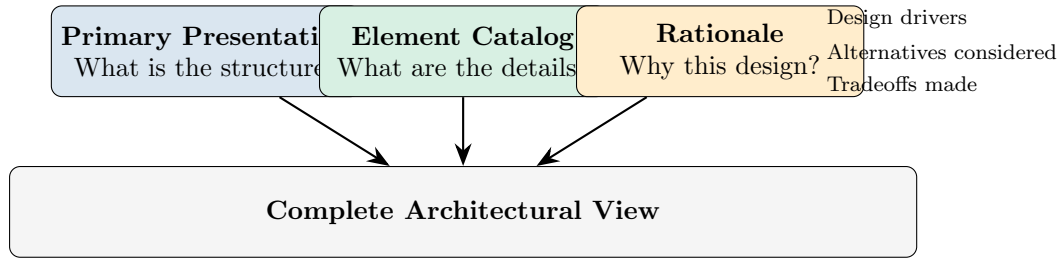 Primary Presentati
What is the structure
Element Catalog
What are the details
Rationale
Why this design?
Design drivers
Alternatives considered
Tradeoffs made
Complete Architectural View